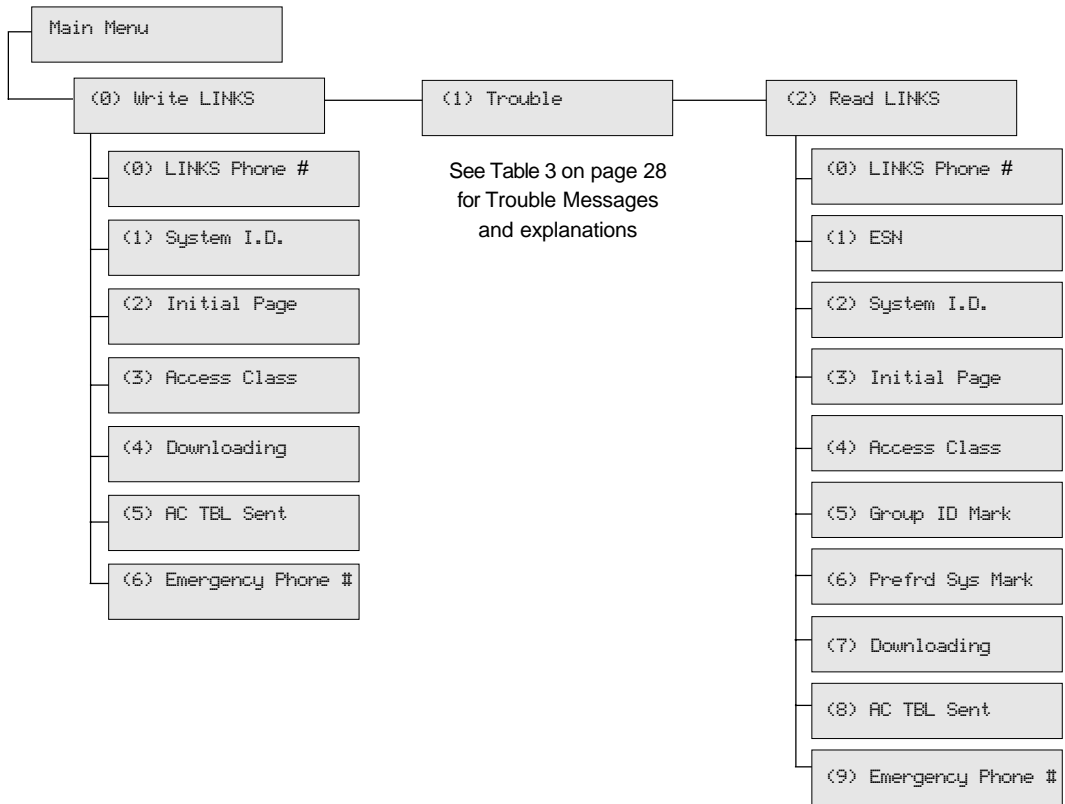 Main Menu
(0) Write LINKS
(1) Trouble
(2) Read LINKS
(0) LINKS Phone #
(1) System I.D.
(2) Initial Page
(3) Access Class
(4) Downloading
(5) AC TBL Sent
(6) Emergency Phone #
See Table 3 on page 28
for Trouble Messages
and explanations
(0) LINKS Phone #
(1) ESN
(2) System I.D.
(3) Initial Page
(4) Access Class
(5) Group ID Mark
(6) Prefrd Sys Mark
(7) Downloading
(8) AC TBL Sent
(9) Emergency Phone #